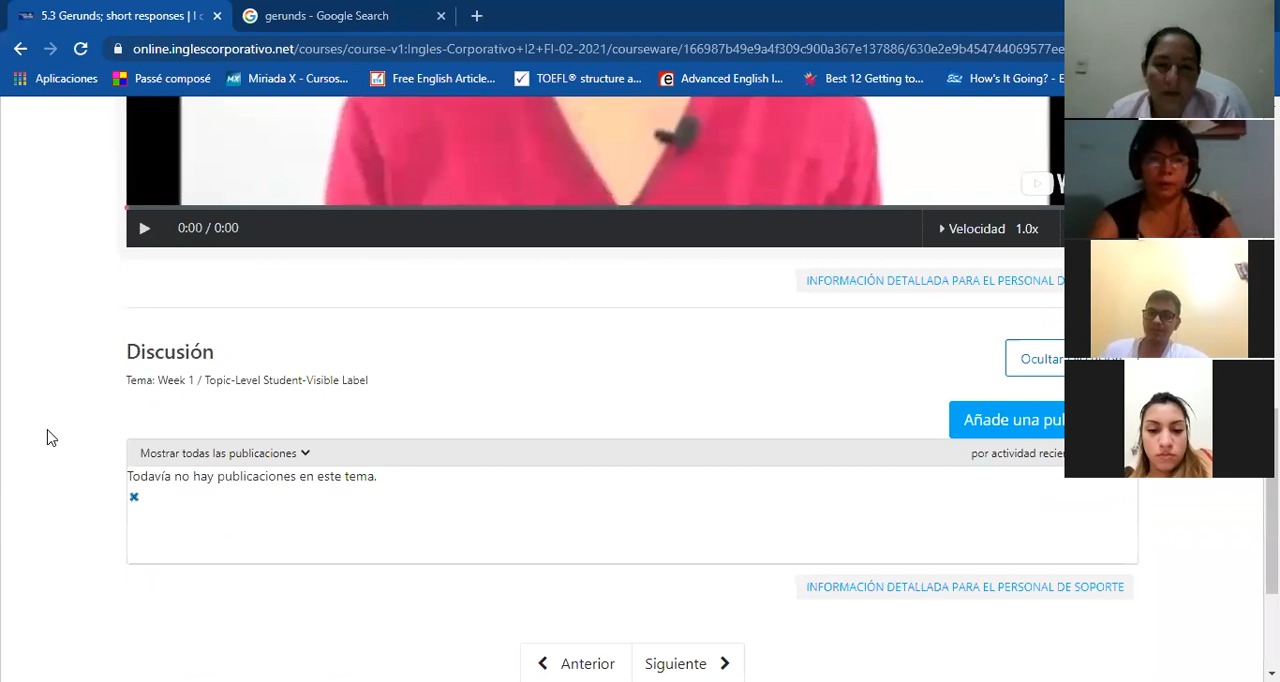 5.3 Gerunds; short responses | I c
gerunds - Google Search
online.inglescorporativo.net/courses/course-v1:Ingles-Corporativo+I2+FI-02-2021/courseware/166987b49e9a4f309c900a367e137886/630e2e9b454744069577ee
Aplicaciones
Passé composé
Miriada X - Cursos...
Free English Article...
TOEFL® structure a...
Advanced English l...
Best 12 Getting to...
How's It Going? - E
0:00 / 0:00
Velocidad 1.0x
INFORMACIÓN DETALLADA PARA EL PERSONAL D
Discusión
Ocultar
Tema: Week 1 / Topic-Level Student-Visible Label
Añade una pu
Mostrar todas las publicaciones
por actividad recien
Todavía no hay publicaciones en este tema.
INFORMACIÓN DETALLADA PARA EL PERSONAL DE SOPORTE
Anterior
Siguiente